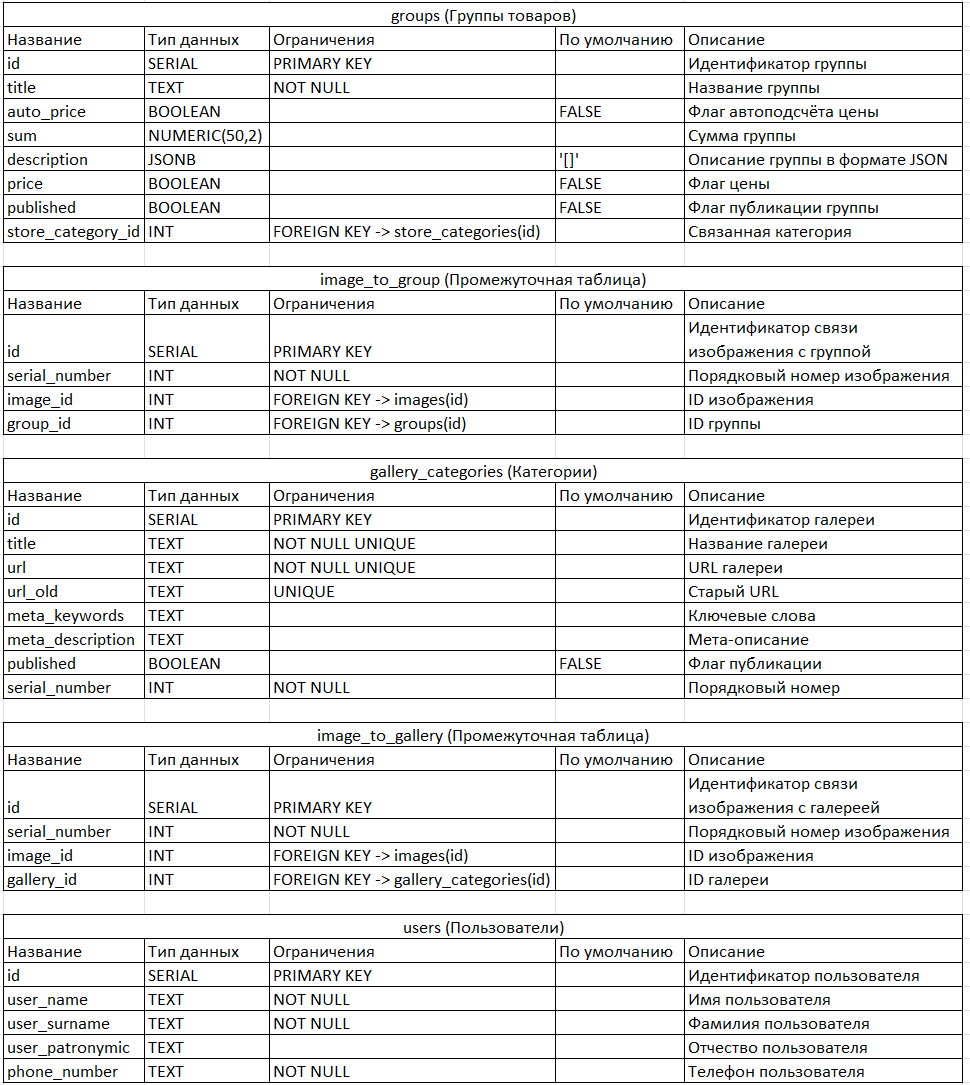 groups (Группы товаров)
Название Тип данных Ограничения По умолчанию Описание
id SERIAL PRIMARY KEY Идентификатор группы
title TEXT NOT NULL Название группы
auto_price BOOLEAN FALSE Флаг автоподсчёта цены
sum NUMERIC(50,2) Сумма группы
description JSONB '[]' Описание группы в формате JSON
price BOOLEAN FALSE Флаг цены
published BOOLEAN FALSE Флаг публикации группы
store_category_id INT FOREIGN KEY -> store_categories(id) Связанная категория
image_to_group (Промежуточная таблица)
Название Тип данных Ограничения По умолчанию Описание
Идентификатор связи
id SERIAL PRIMARY KEY изображения с группой
serial_number INT NOT NULL Порядковый номер изображения
image_id INT FOREIGN KEY -> images(id) ID изображения
group_id INT FOREIGN KEY -> groups(id) ID группы
gallery_categories (Категории)
Название Тип данных Ограничения По умолчанию Описание
id SERIAL PRIMARY KEY Идентификатор галереи
title TEXT NOT NULL UNIQUE Название галереи
url TEXT NOT NULL UNIQUE URL галереи
url_old TEXT UNIQUE Старый URL
meta_keywords TEXT Ключевые слова
meta_description TEXT Мета-описание
published BOOLEAN FALSE Флаг публикации
serial_number INT NOT NULL Порядковый номер
image_to_gallery (Промежуточная таблица)
Название Тип данных Ограничения По умолчанию Описание
Идентификатор связи
id SERIAL PRIMARY KEY изображения с галереей
serial_number INT NOT NULL Порядковый номер изображения
image_id INT FOREIGN KEY -> images(id) ID изображения
gallery_id INT FOREIGN KEY -> gallery_categories(id) ID галереи
users (Пользователи)
Название Тип данных Ограничения По умолчанию Описание
id SERIAL PRIMARY KEY Идентификатор пользователя
user_name TEXT NOT NULL Имя пользователя
user_surname TEXT NOT NULL Фамилия пользователя
user_patronymic TEXT Отчество пользователя
phone_number TEXT NOT NULL Телефон пользователя